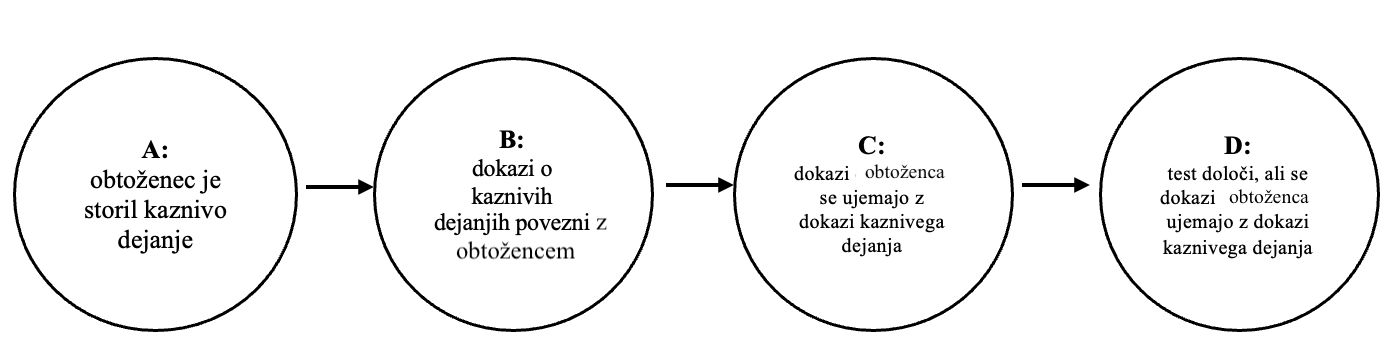 A:
obtoženec je
storil kaznivo
dejanje
B:
dokazi o
kaznivih
dejanjih povezni z
obtožencem
C:
dokazi obtoženca
se ujemajo z
dokazi kaznivega
dejanja
D:
test določi, ali se
dokazi obtoženca
ujemajo z dokazi
kaznivega dejanja